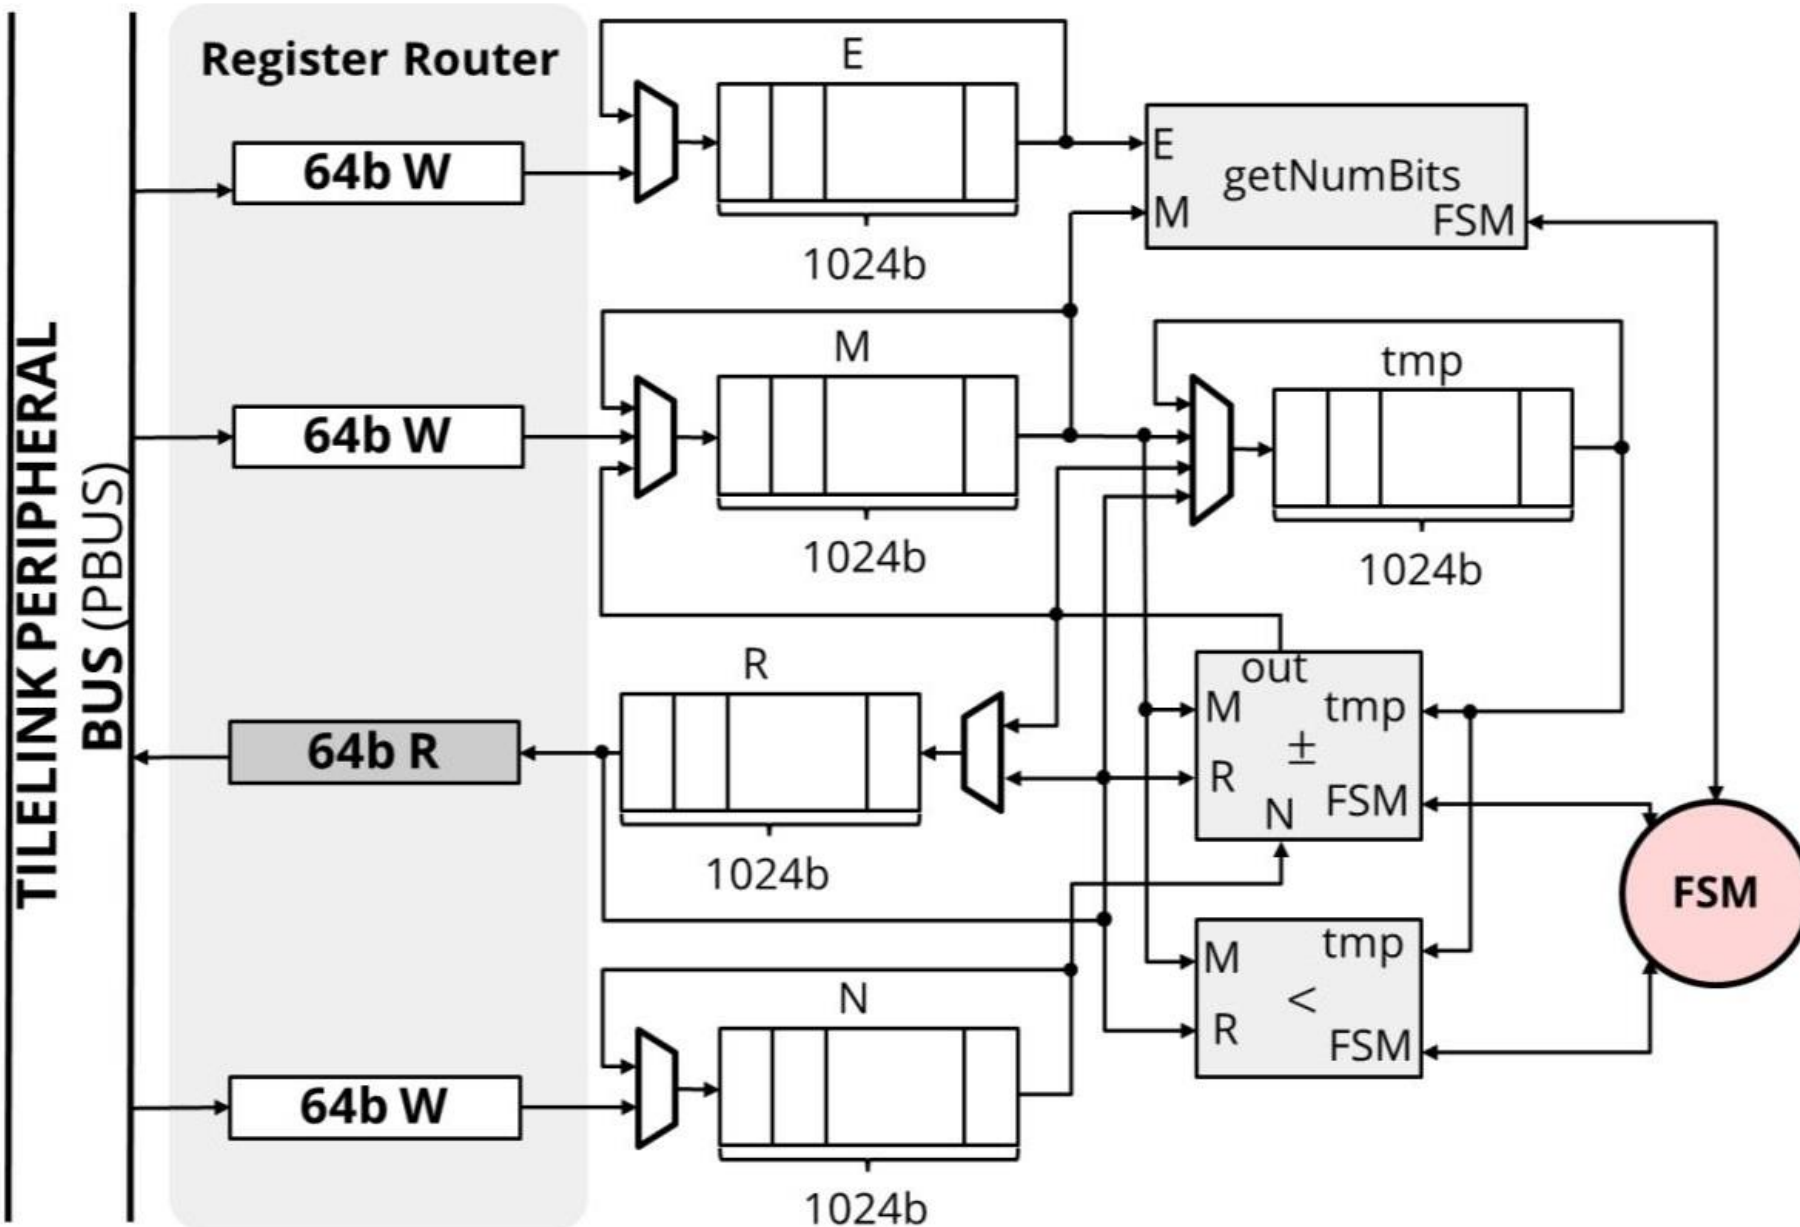 TILELINK PERIPHERAL
BUS (PBUS)
Register Router
64b W
64b W
64b R
64b W
E
1024b
M
1024b
R
1024b
N
1024b
E
getNumBits
M
FSM
tmp
1024b
out
M
tmp
±
R
FSM
N
M
tmp
<
R
FSM
FSM